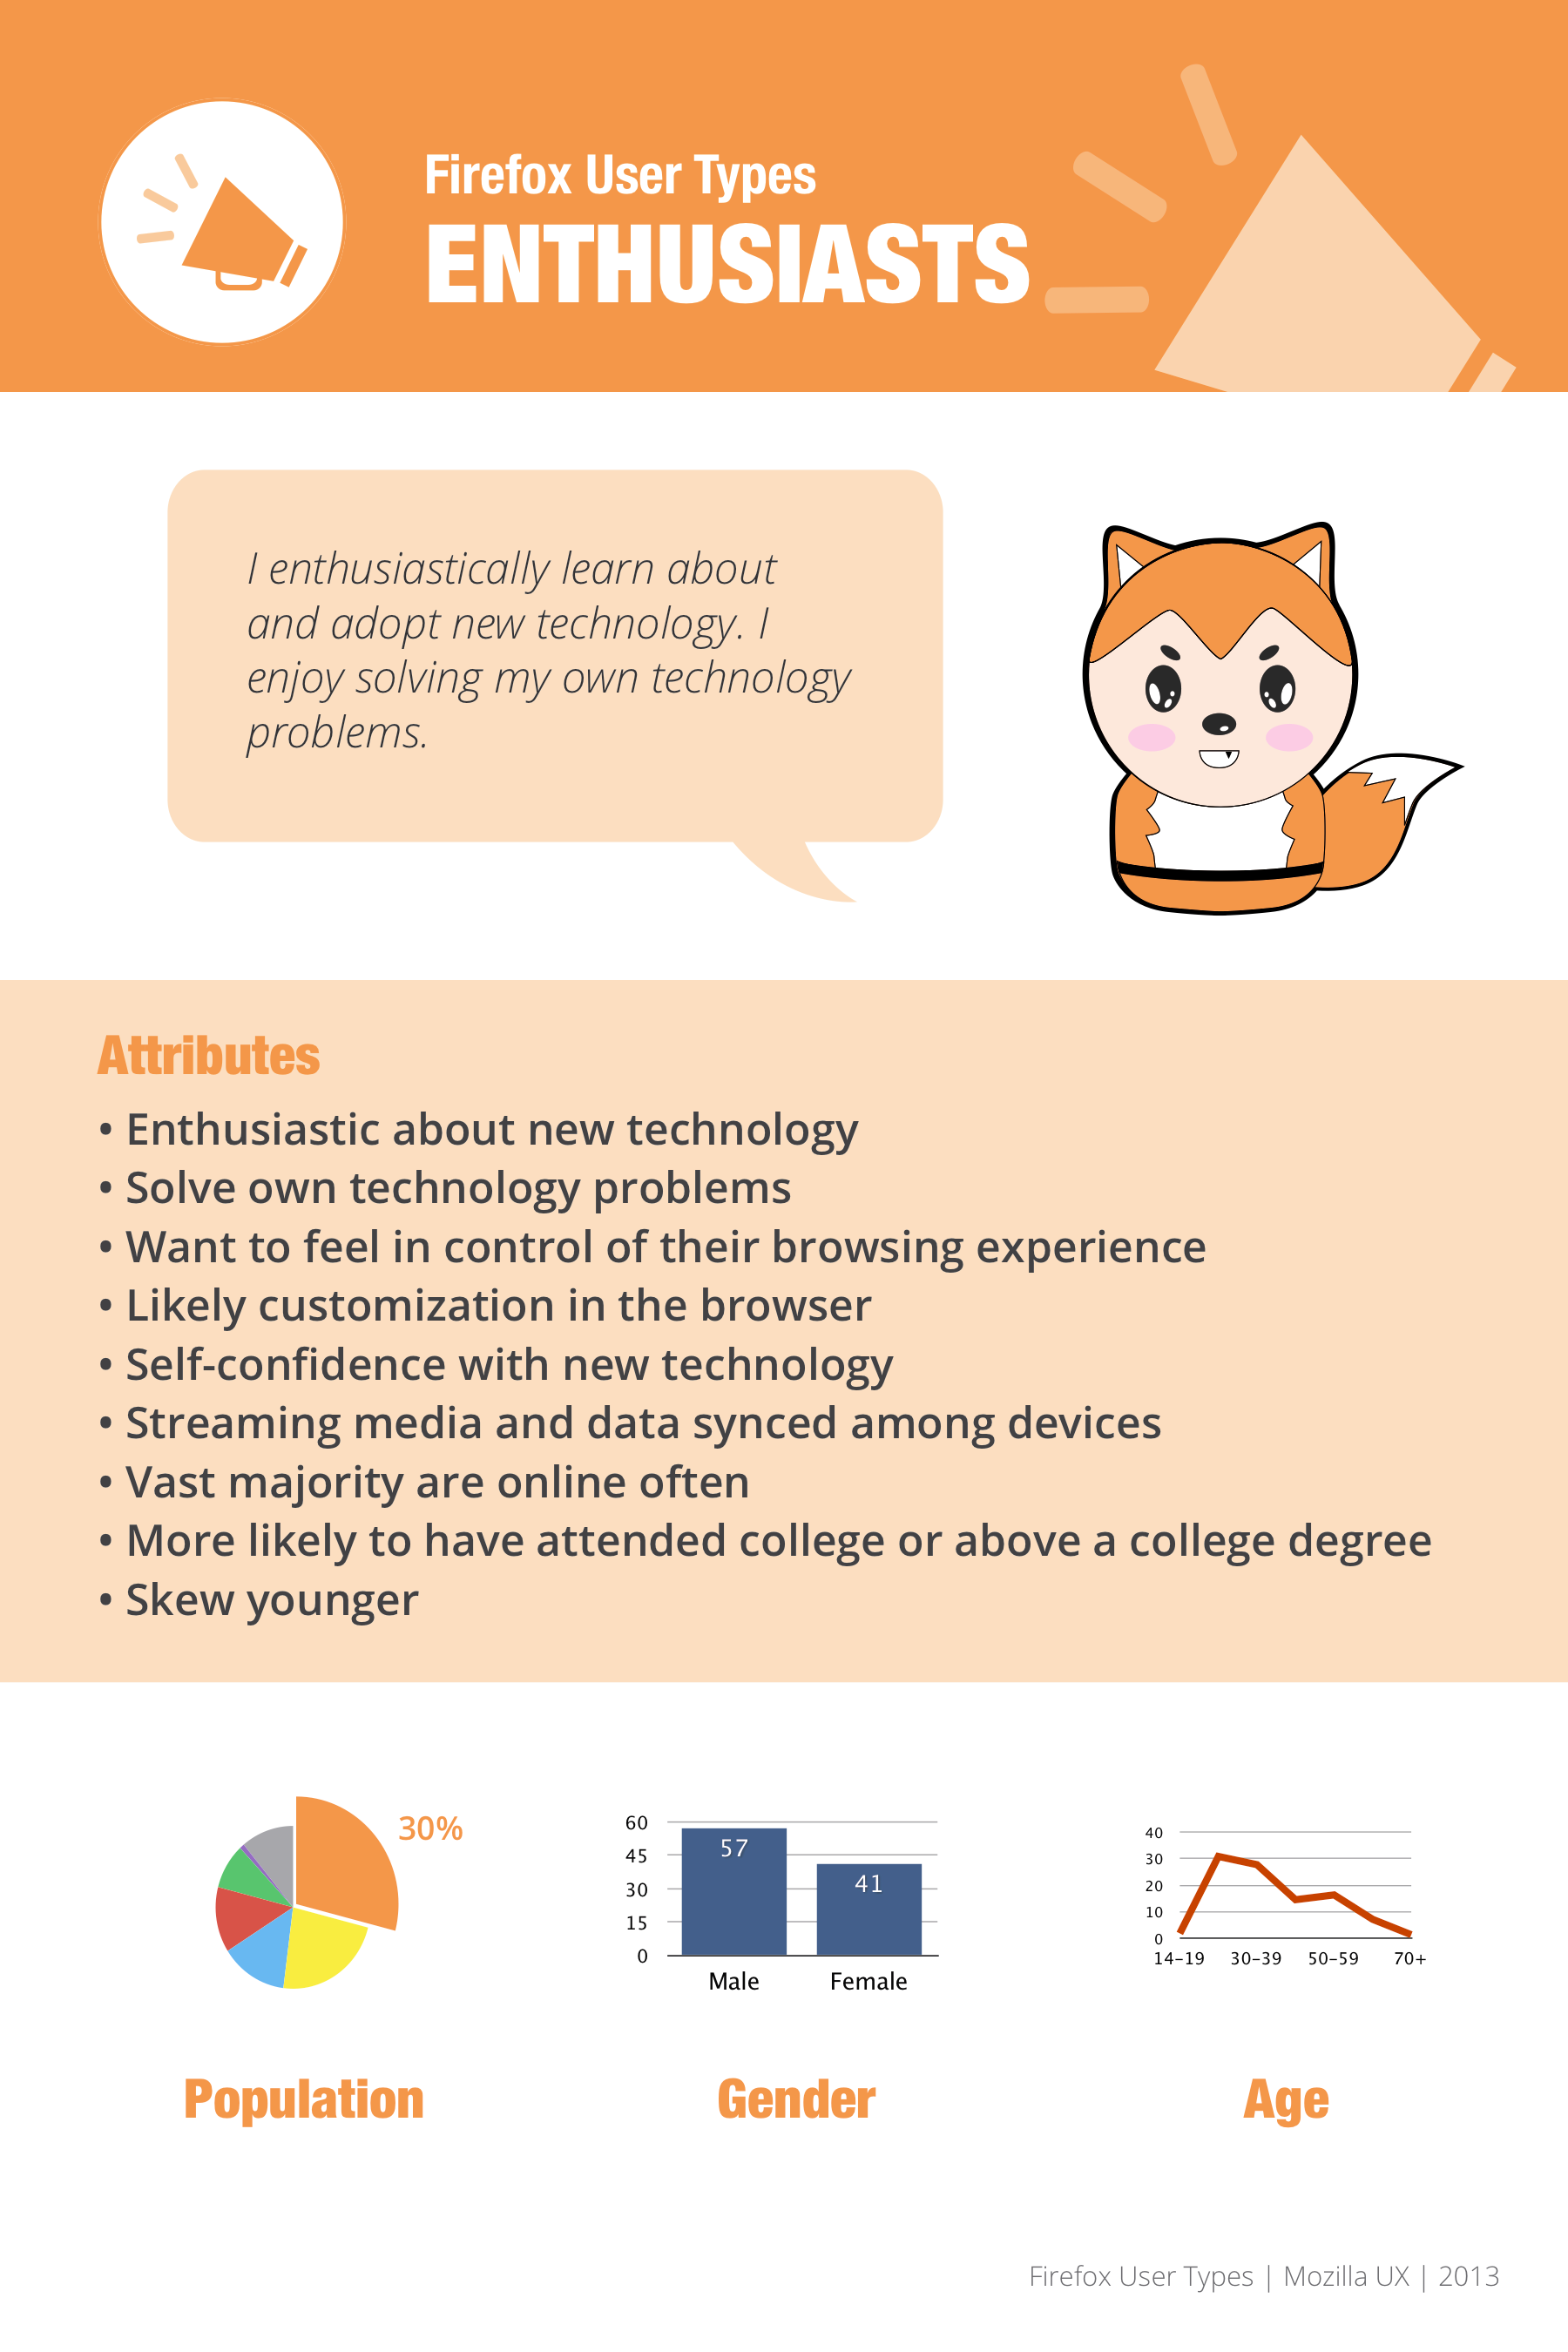 Firefox User Types
ENTHUSIASTS
I enthusiastically learn about
and adopt new technology. I
enjoy solving my own technology
problems.
Attributes
• Enthusiastic about new technology
• Solve own technology problems
• Want to feel in control of their browsing experience
• Likely customization in the browser
• Self-confidence with new technology
• Streaming media and data synced among devices
• Vast majority are online often
• More likely to have attended college or above a college degree
• Skew younger
30%
Population
60
45
30
15
0
57
41
Male Female
Gender
40
30
20
10
0
14–19 30–39 50–59 70+
Age
Firefox User Types | Mozilla UX | 2013